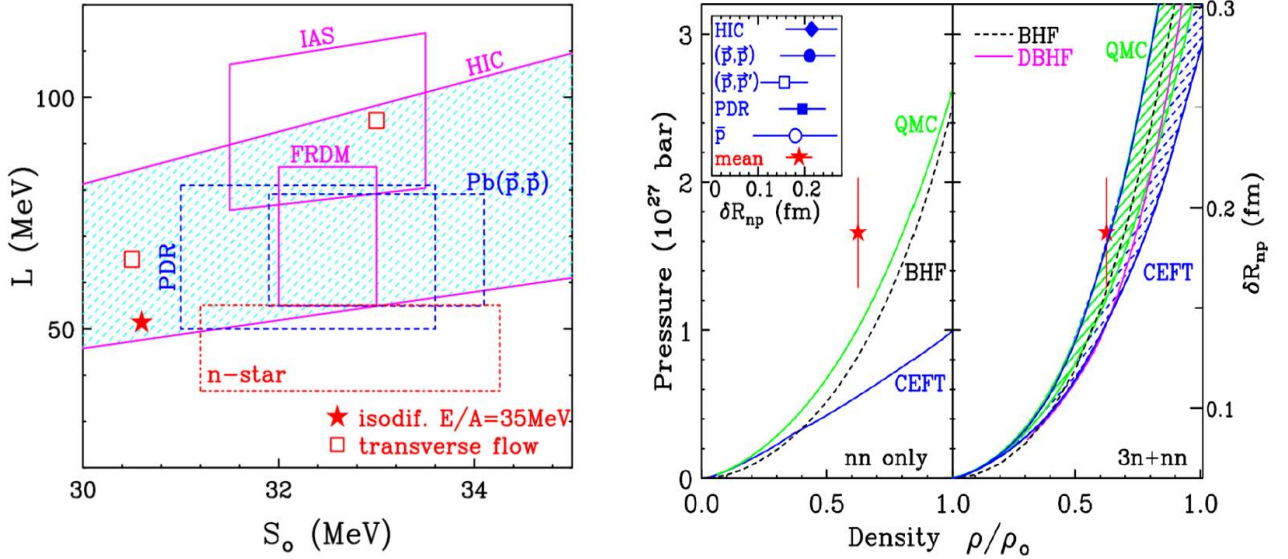 IAS
HIC
FRDM
Pb(p⃗,p⃗)
PDR
n-star
★ isodif. E/A=35MeV
□ transverse flow
100
50
L (MeV)
30 32 34
S₀ (MeV)
HIC
(p⃗,p⃗)
(p⃗,p⃗′)
PDR
p̄
mean
0 0.1 0.2
δRₙₚ (fm)
QMC
BHF
CEFT
nn only
BHF
DBHF
QMC
CEFT
3n+nn
3
2
1
0
Pressure (10²⁷ bar)
0.0 0.5 1.0 0.5 1.0
Density ρ/ρ₀
0.3
0.2
0.1
δRₙₚ (fm)